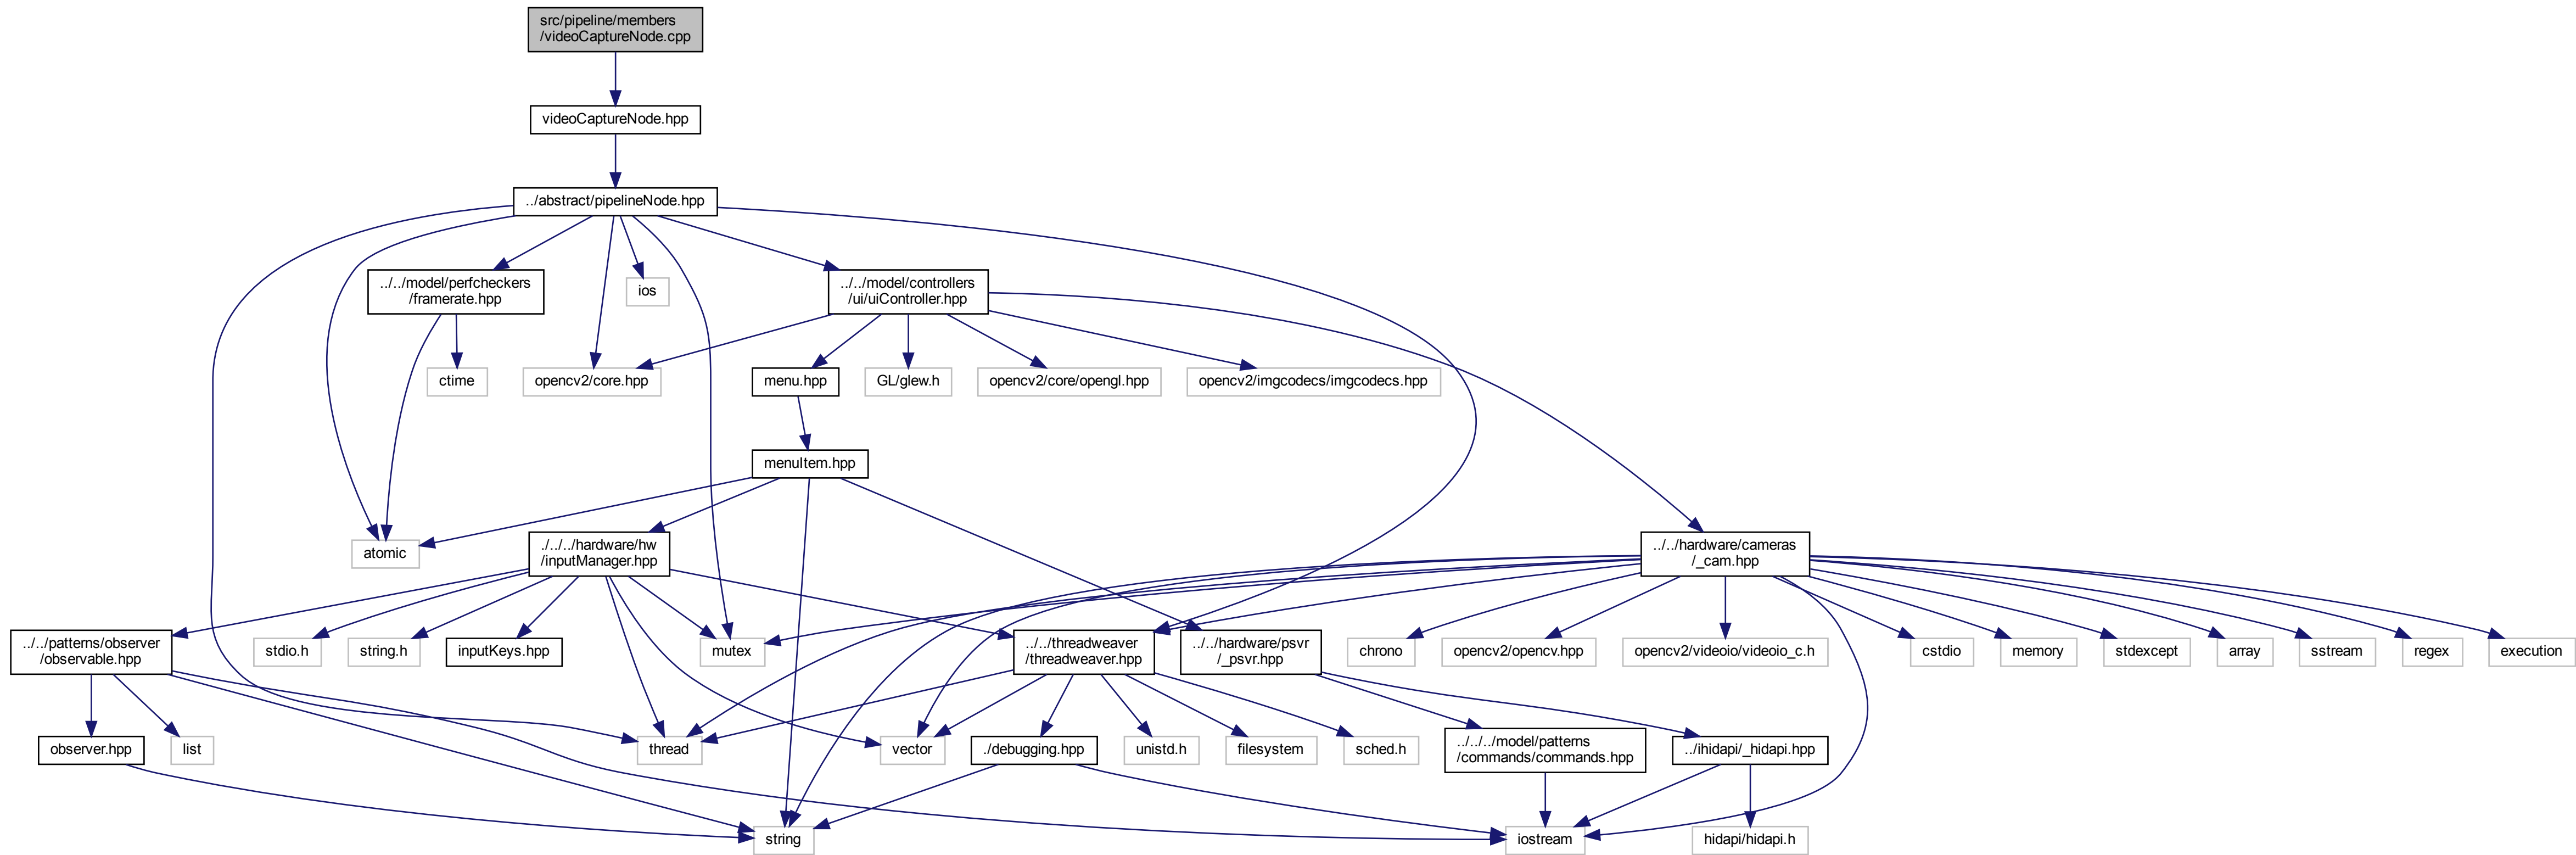 src/pipeline/members
/videoCaptureNode.cpp
videoCaptureNode.hpp
../abstract/pipelineNode.hpp
../../model/perfcheckers
/framerate.hpp
ios
../../model/controllers
/ui/uiController.hpp
ctime
opencv2/core.hpp
menu.hpp
GL/glew.h
opencv2/core/opengl.hpp
opencv2/imgcodecs/imgcodecs.hpp
menuItem.hpp
atomic
./../../hardware/hw
/inputManager.hpp
../../hardware/cameras
/_cam.hpp
../../patterns/observer
/observable.hpp
stdio.h
string.h
inputKeys.hpp
mutex
../../threadweaver
/threadweaver.hpp
../../hardware/psvr
/_psvr.hpp
chrono
opencv2/opencv.hpp
opencv2/videoio/videoio_c.h
cstdio
memory
stdexcept
array
sstream
regex
execution
observer.hpp
list
thread
vector
./debugging.hpp
unistd.h
filesystem
sched.h
../../../model/patterns
/commands/commands.hpp
../ihidapi/_hidapi.hpp
string
iostream
hidapi/hidapi.h